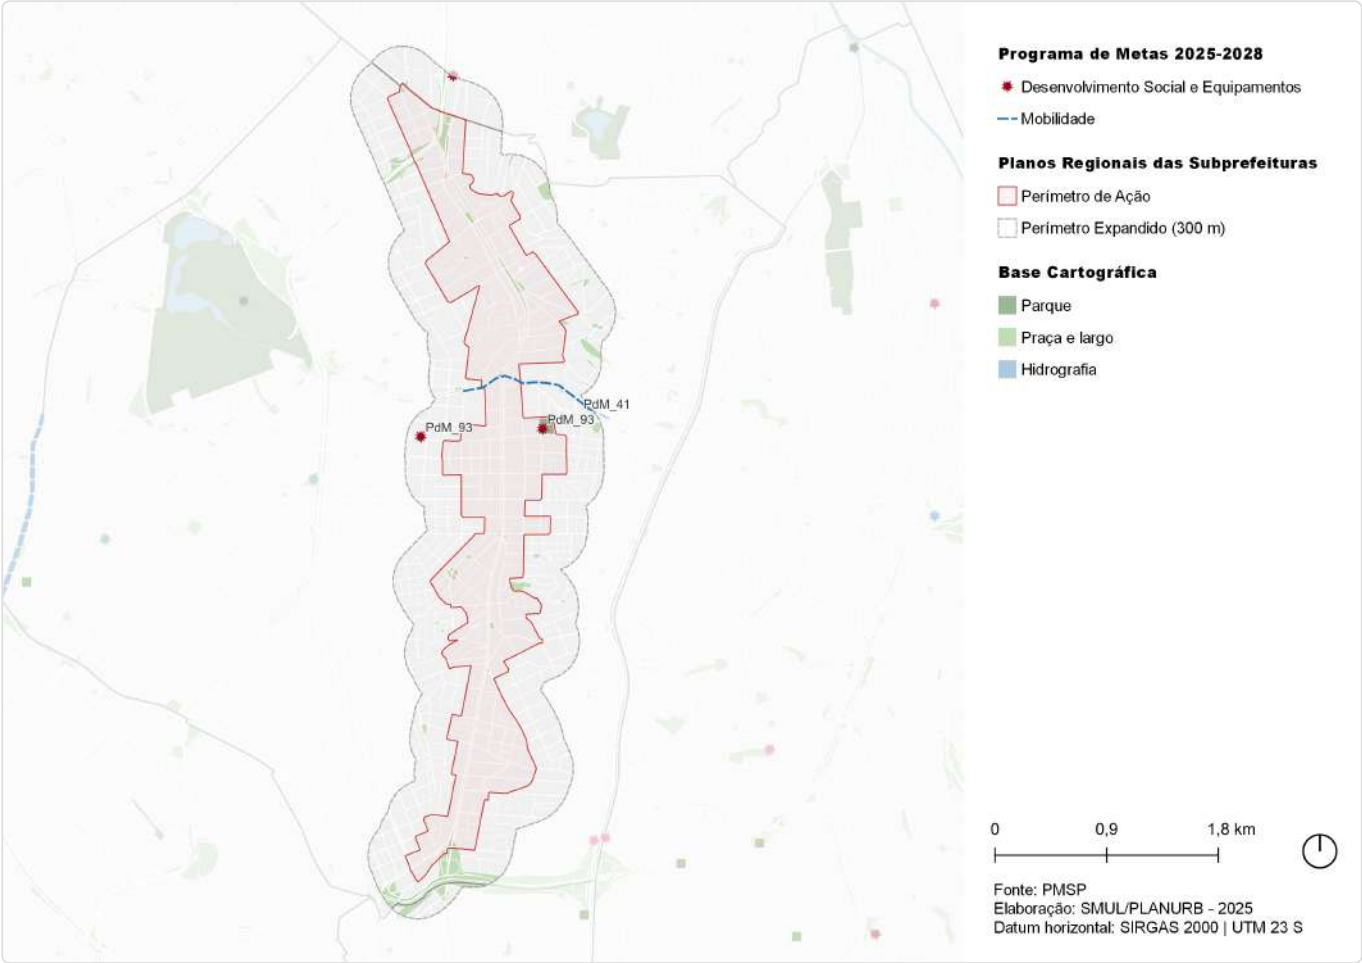 Programa de Metas 2025-2028
Desenvolvimento Social e Equipamentos
Mobilidade
Planos Regionais das Subprefeituras
Perímetro de Ação
Perímetro Expandido (300 m)
Base Cartográfica
Parque
Praça e largo
Hidrografia
PdM_41
PdM_93
PdM_93
0 0,9 1,8 km
Fonte: PMSP
Elaboração: SMUL/PLANURB - 2025
Datum horizontal: SIRGAS 2000 | UTM 23 S